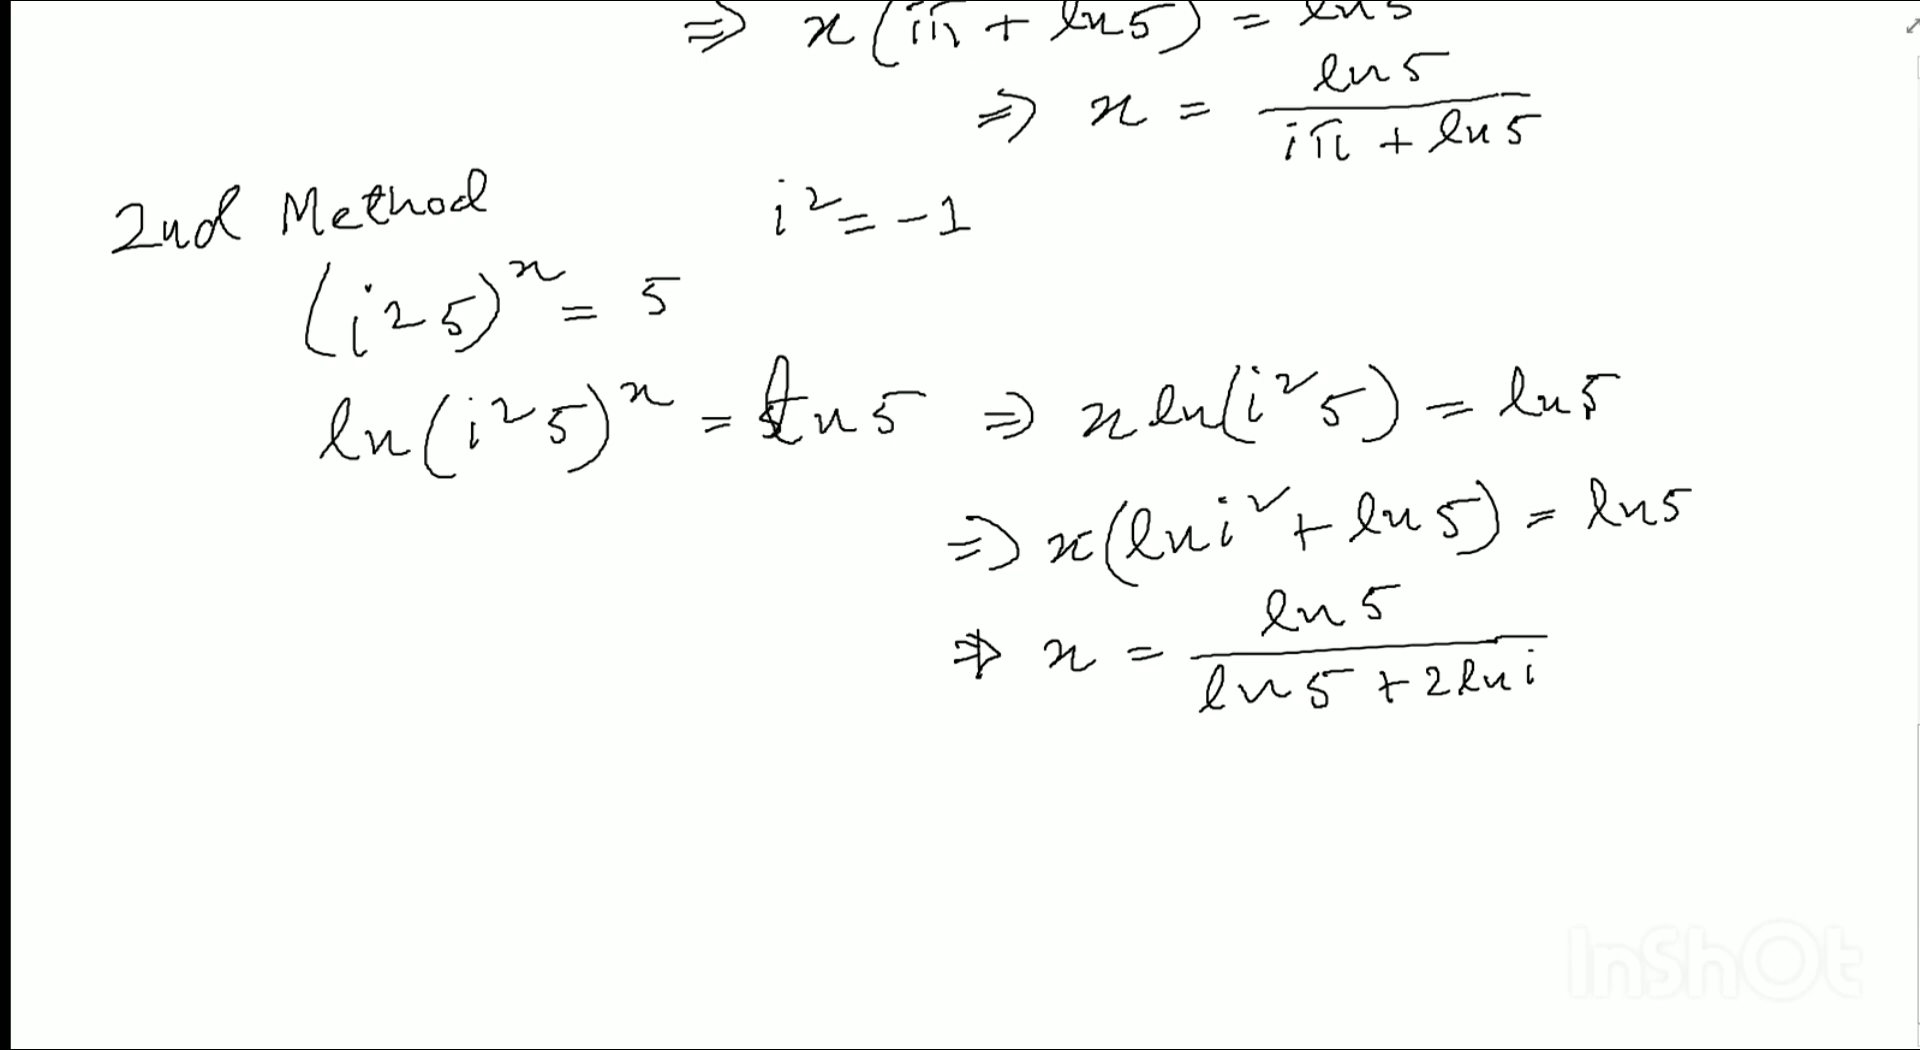 ⇒ x(iπ + ln5) = ln5
⇒ x = ln5 / (iπ + ln5)
2nd Method i² = -1
(i²5)ˣ = 5
ln(i²5)ˣ = ln5 ⇒ x ln(i²5) = ln5
⇒ x(ln i² + ln5) = ln5
⇒ x = ln5 / (ln5 + 2ln i)
InShOt